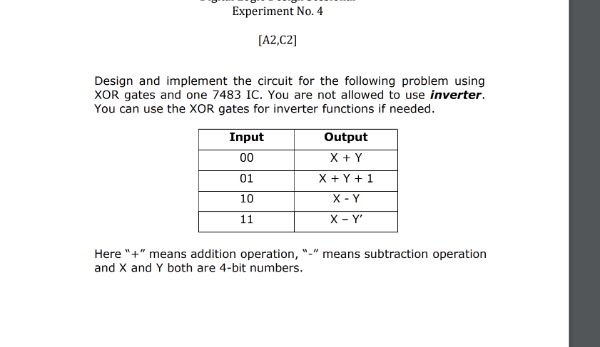 Experiment No. 4
[A2,C2]
Design and implement the circuit for the following problem using
XOR gates and one 7483 IC. You are not allowed to use inverter.
You can use the XOR gates for inverter functions if needed.
Input Output
00 X + Y
01 X + Y + 1
10 X - Y
11 X – Y’
Here “+” means addition operation, “-” means subtraction operation
and X and Y both are 4-bit numbers.